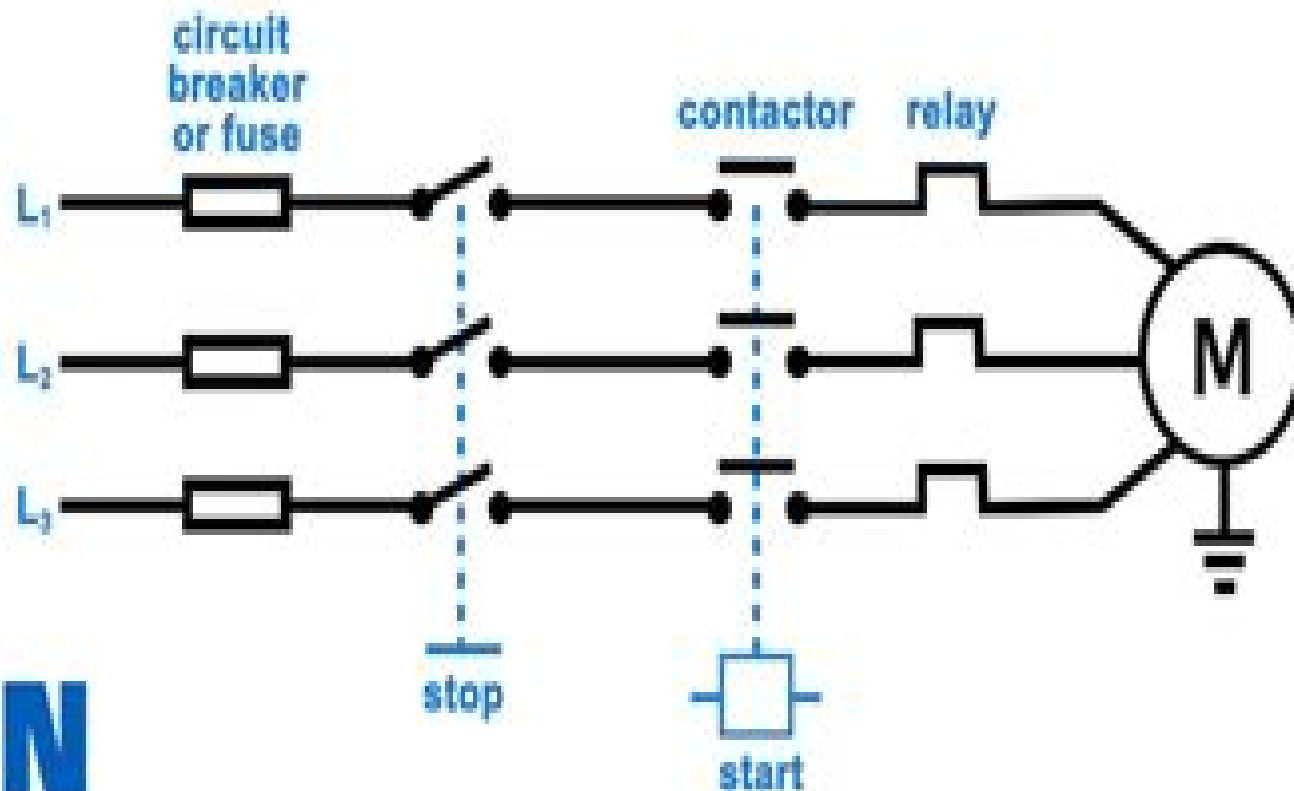 circuit
breaker
or fuse
contactor
relay
L₁
L₂
M
L₃
stop
start
N